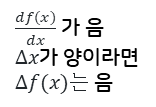 df(x)/dx 가 음
Δx가 양이라면
Δf(x)는 음